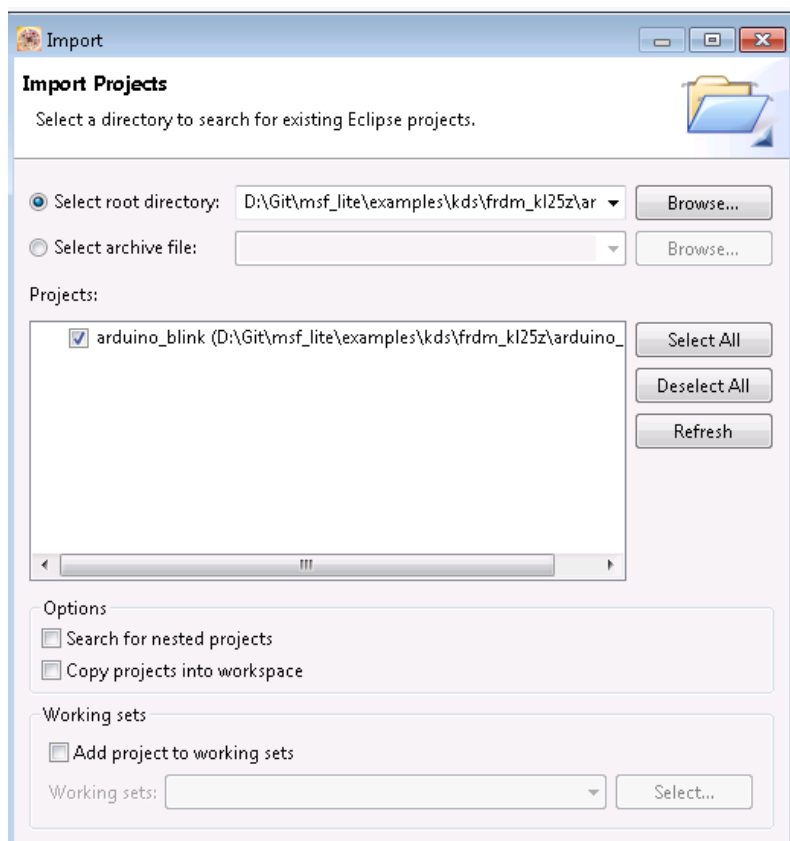 Import
Import Projects
Select a directory to search for existing Eclipse projects.
Select root directory: D:\Git\msf_lite\examples\kds\frdm_kl25z\ar Browse...
Select archive file: Browse...
Projects:
arduino_blink (D:\Git\msf_lite\examples\kds\frdm_kl25z\arduino_
Select All
Deselect All
Refresh
Options
Search for nested projects
Copy projects into workspace
Working sets
Add project to working sets
Working sets: Select...